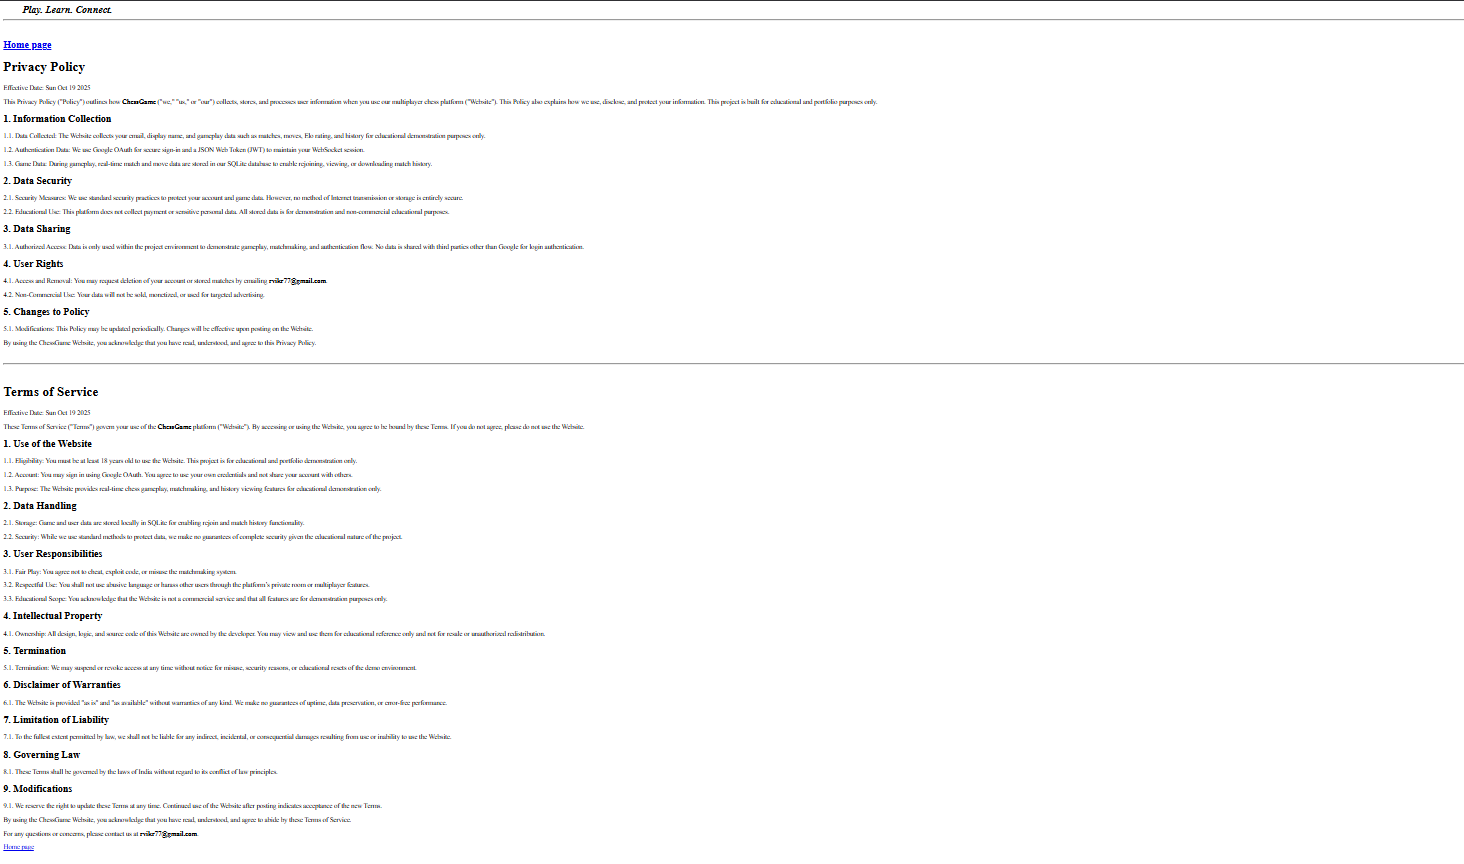 Play. Learn. Connect.
Home page
Privacy Policy
Effective Date: Sun Oct 19 2025
This Privacy Policy ("Policy") outlines how ChessGame ("we," "us," or "our") collects, stores, and processes user information when you use our multiplayer chess platform ("Website"). This Policy also explains how we use, disclose, and protect your information. This project is built for educational and portfolio purposes only.
1. Information Collection
1.1. Data Collected: The Website collects your email, display name, and gameplay data such as matches, moves, Elo rating, and history for educational demonstration purposes only.
1.2. Authentication Data: We use Google OAuth for secure sign-in and a JSON Web Token (JWT) to maintain your WebSocket session.
1.3. Game Data: During gameplay, real-time match and move data are stored in our SQLite database to enable rejoining, viewing, or downloading match history.
2. Data Security
2.1. Security Measures: We use standard security practices to protect your account and game data. However, no method of Internet transmission or storage is entirely secure.
2.2. Educational Use: This platform does not collect payment or sensitive personal data. All stored data is for demonstration and non-commercial educational purposes.
3. Data Sharing
3.1. Authorized Access: Data is only used within the project environment to demonstrate gameplay, matchmaking, and authentication flow. No data is shared with third parties other than Google for login authentication.
4. User Rights
4.1. Access and Removal: You may request deletion of your account or stored matches by emailing rvikr77@gmail.com.
4.2. Non-Commercial Use: Your data will not be sold, monetized, or used for targeted advertising.
5. Changes to Policy
5.1. Modifications: This Policy may be updated periodically. Changes will be effective upon posting on the Website.
By using the ChessGame Website, you acknowledge that you have read, understood, and agree to this Privacy Policy.
Terms of Service
Effective Date: Sun Oct 19 2025
These Terms of Service ("Terms") govern your use of the ChessGame platform ("Website"). By accessing or using the Website, you agree to be bound by these Terms. If you do not agree, please do not use the Website.
1. Use of the Website
1.1. Eligibility: You must be at least 18 years old to use the Website. This project is for educational and portfolio demonstration only.
1.2. Account: You may sign in using Google OAuth. You agree to use your own credentials and not share your account with others.
1.3. Purpose: The Website provides real-time chess gameplay, matchmaking, and history viewing features for educational demonstration only.
2. Data Handling
2.1. Storage: Game and user data are stored locally in SQLite for enabling rejoin and match history functionality.
2.2. Security: While we use standard methods to protect data, we make no guarantees of complete security given the educational nature of the project.
3. User Responsibilities
3.1. Fair Play: You agree not to cheat, exploit code, or misuse the matchmaking system.
3.2. Respectful Use: You shall not use abusive language or harass other users through the platform's private room or multiplayer features.
3.3. Educational Scope: You acknowledge that the Website is not a commercial service and that all features are for demonstration purposes only.
4. Intellectual Property
4.1. Ownership: All design, logic, and source code of this Website are owned by the developer. You may view and use them for educational reference only and not for resale or unauthorized redistribution.
5. Termination
5.1. Termination: We may suspend or revoke access at any time without notice for misuse, security reasons, or educational resets of the demo environment.
6. Disclaimer of Warranties
6.1. The Website is provided "as is" and "as available" without warranties of any kind. We make no guarantees of uptime, data preservation, or error-free performance.
7. Limitation of Liability
7.1. To the fullest extent permitted by law, we shall not be liable for any indirect, incidental, or consequential damages resulting from use or inability to use the Website.
8. Governing Law
8.1. These Terms shall be governed by the laws of India without regard to its conflict of law principles.
9. Modifications
9.1. We reserve the right to update these Terms at any time. Continued use of the Website after posting indicates acceptance of the new Terms.
By using the ChessGame Website, you acknowledge that you have read, understood, and agree to abide by these Terms of Service.
For any questions or concerns, please contact us at rvikr77@gmail.com.
Home page